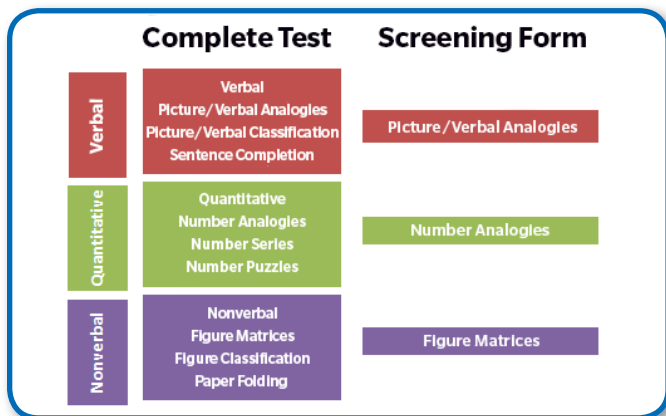 Complete Test
Screening Form
Verbal
Verbal
Picture/Verbal Analogies
Picture/Verbal Classification
Sentence Completion
Picture/Verbal Analogies
Quantitative
Quantitative
Number Analogies
Number Series
Number Puzzles
Number Analogies
Nonverbal
Nonverbal
Figure Matrices
Figure Classification
Paper Folding
Figure Matrices